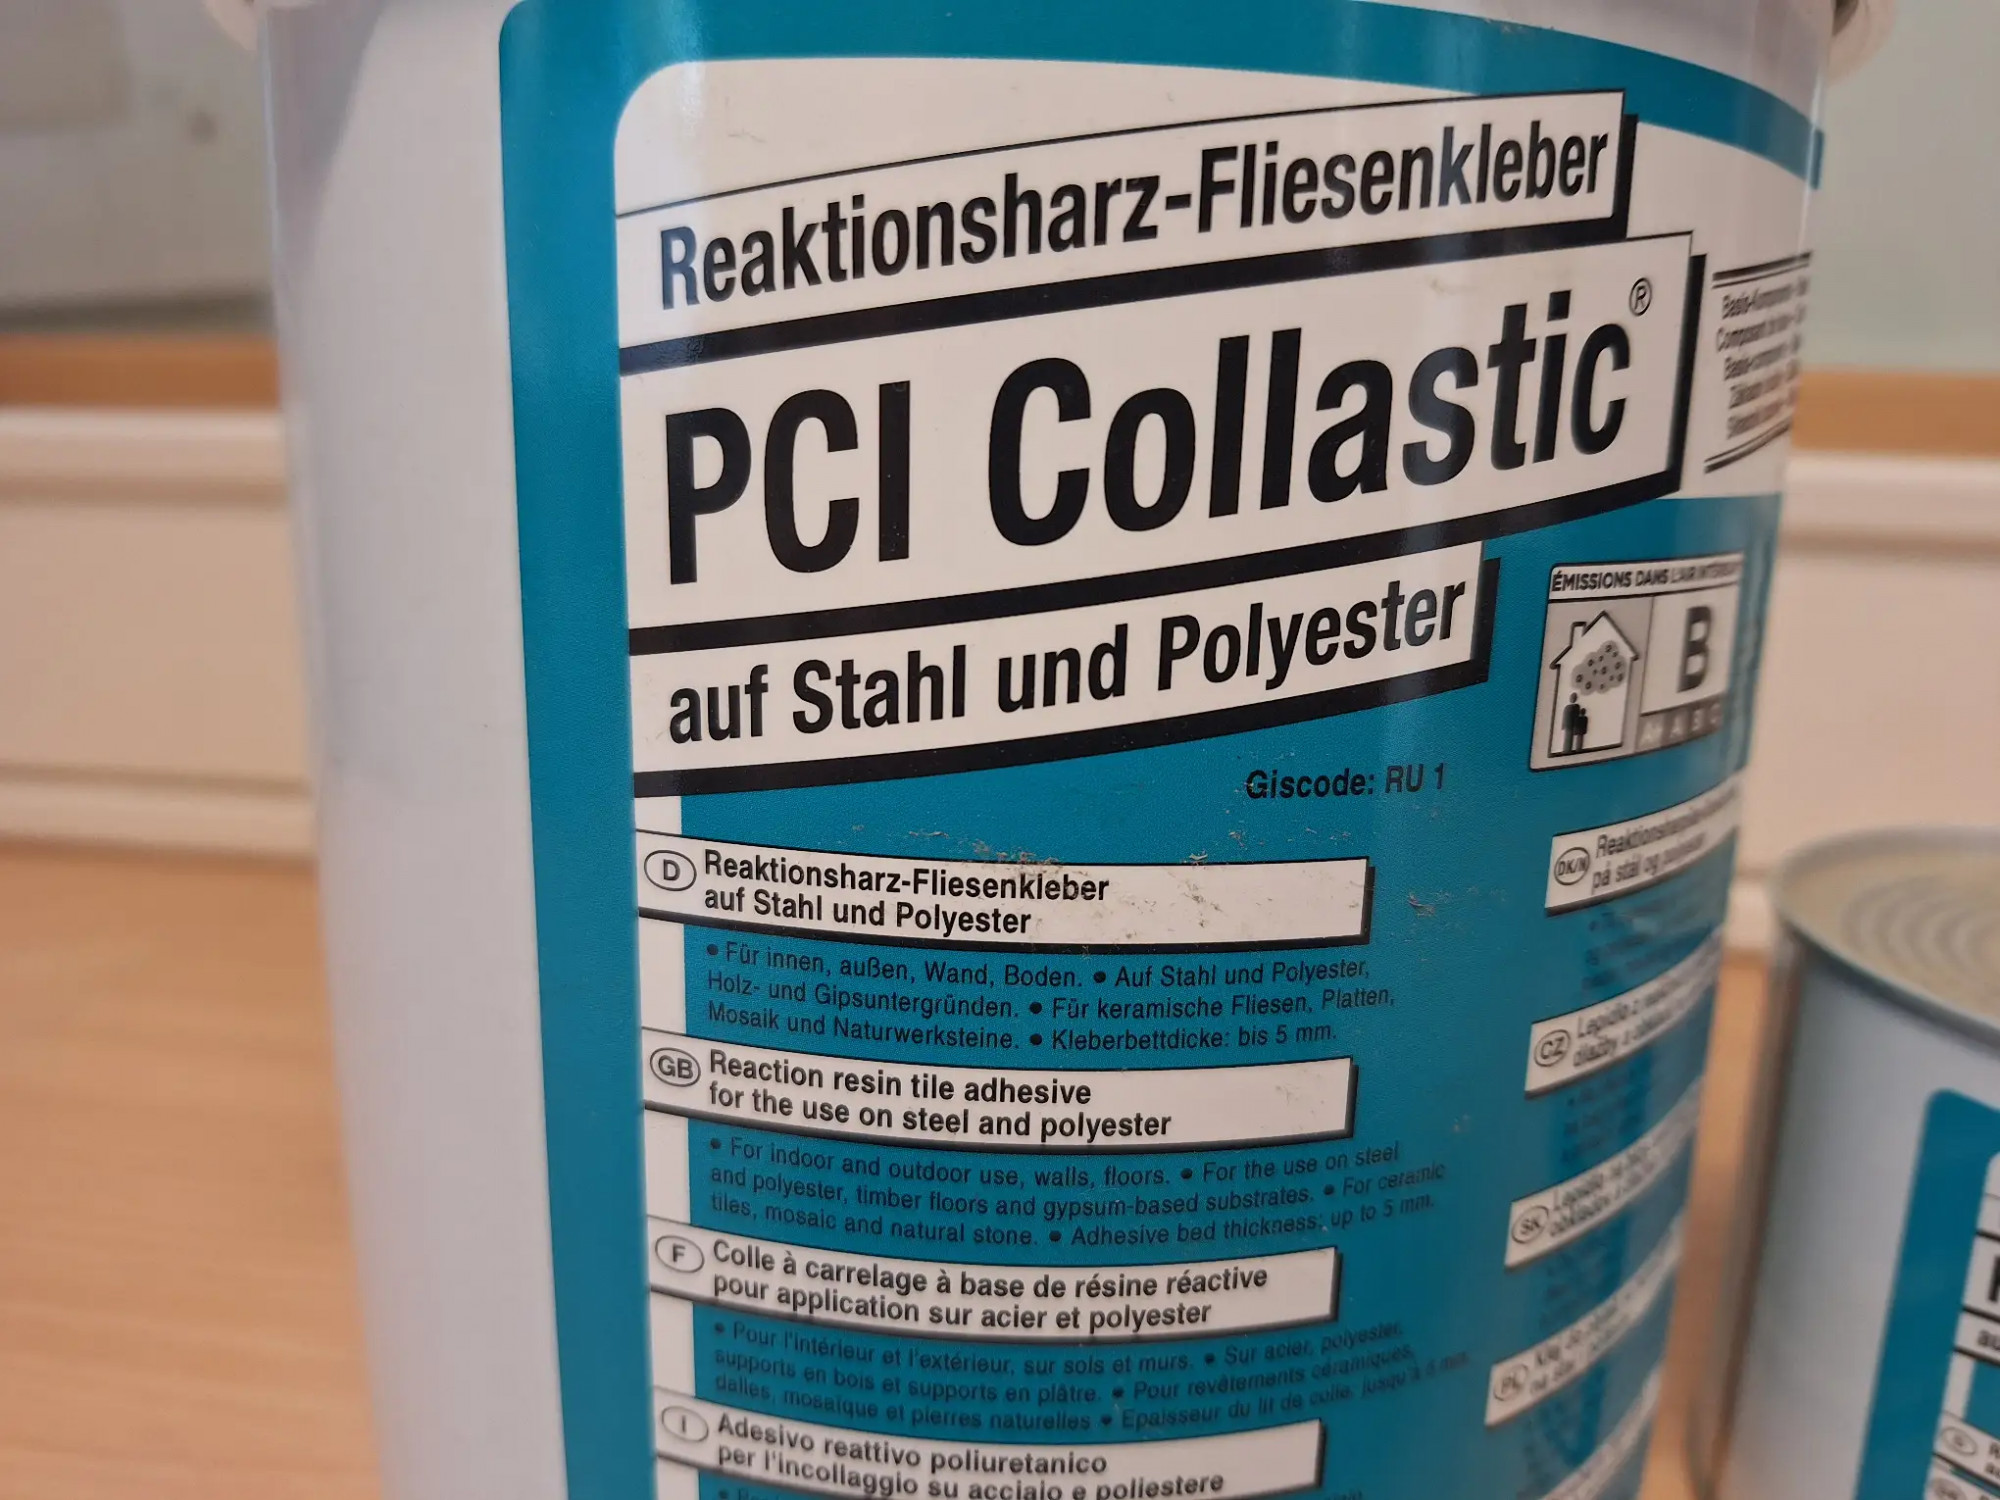 Reaktionsharz-Fliesenkleber
PCI Collastic®
auf Stahl und Polyester
ÉMISSIONS DANS L'AIR INTÉRIEUR
B
A+ A B C
Giscode: RU 1
D Reaktionsharz-Fliesenkleber
auf Stahl und Polyester
• Für innen, außen, Wand, Boden. • Auf Stahl und Polyester,
Holz- und Gipsuntergründen. • Für keramische Fliesen, Platten,
Mosaik und Naturwerksteine. • Kleberbettdicke: bis 5 mm.
GB Reaction resin tile adhesive
for the use on steel and polyester
• For indoor and outdoor use, walls, floors. • For the use on steel
and polyester, timber floors and gypsum-based substrates. • For ceramic
tiles, mosaic and natural stone. • Adhesive bed thickness: up to 5 mm.
F Colle à carrelage à base de résine réactive
pour application sur acier et polyester
• Pour l'intérieur et l'extérieur, sur sols et murs. • Sur acier, polyester,
supports en bois et supports en plâtre. • Pour revêtements céramiques,
dalles, mosaïque et pierres naturelles • Epaisseur du lit de colle, jusqu'à 5 mm
I Adesivo reattivo poliuretanico
per l'incollaggio su acciaio e poliestere
DK/N
på stål og polyester
CZ
SK
PL